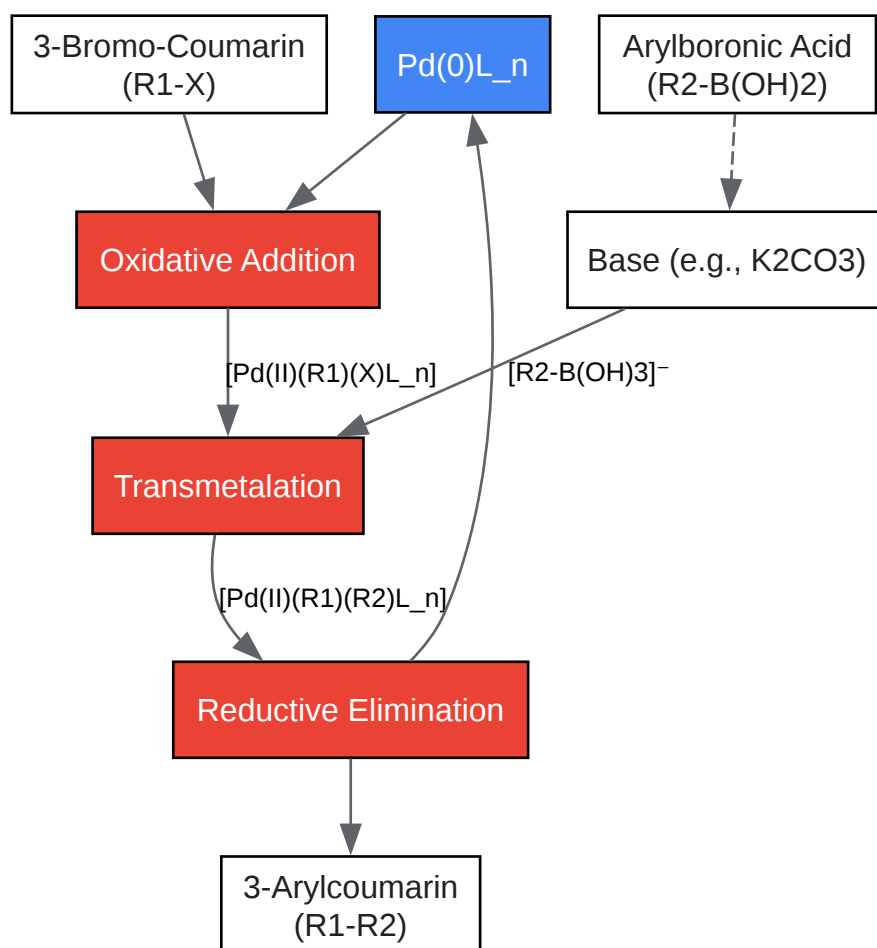 3-Bromo-Coumarin
(R1-X)
Pd(0)L_n
Arylboronic Acid
(R2-B(OH)2)
Oxidative Addition
Base (e.g., K2CO3)
[Pd(II)(R1)(X)L_n]
[R2-B(OH)3]⁻
Transmetalation
[Pd(II)(R1)(R2)L_n]
Reductive Elimination
3-Arylcoumarin
(R1-R2)